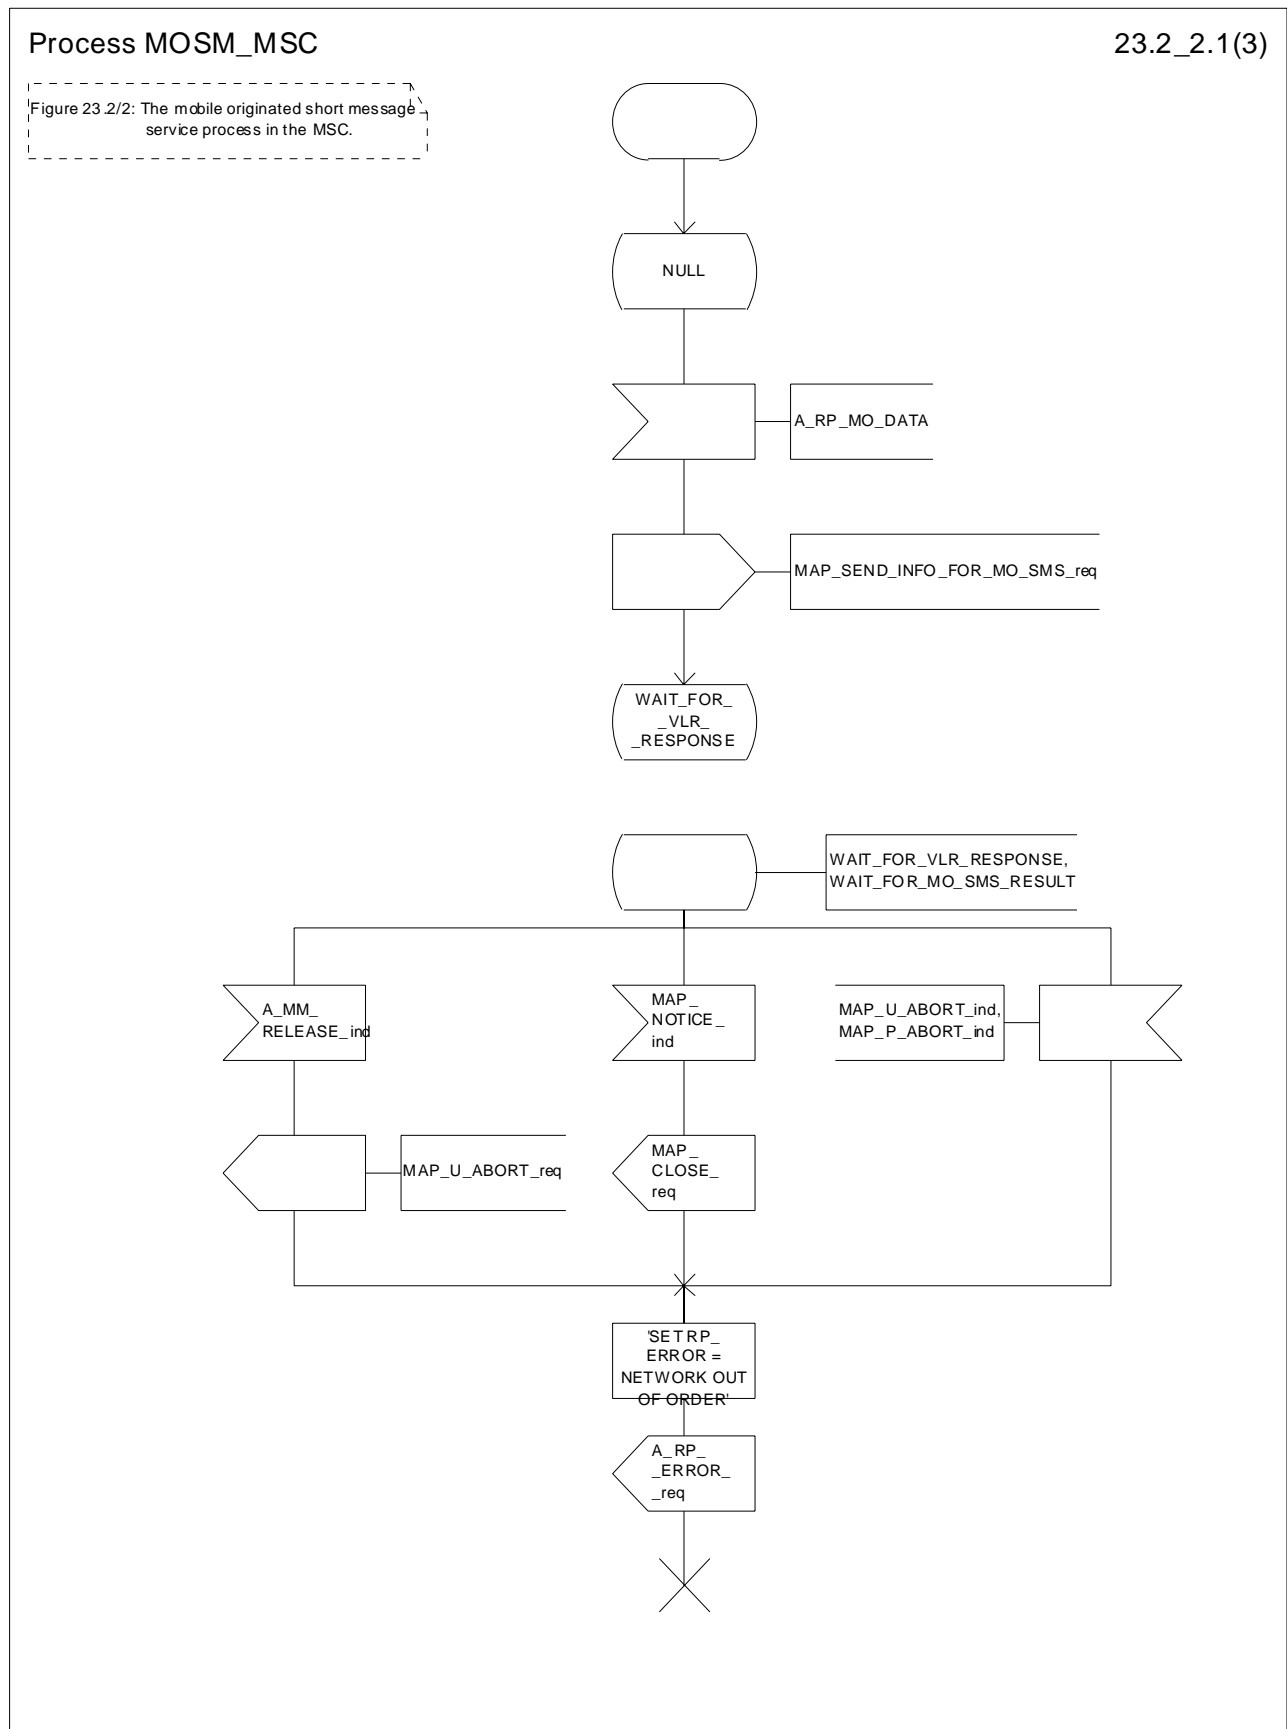 Process MOSM_MSC
23.2_2.1(3)
Figure 23.2/2: The mobile originated short message
service process in the MSC.
NULL
A_RP_MO_DATA
MAP_SEND_INFO_FOR_MO_SMS_req
WAIT_FOR_
_VLR_
_RESPONSE
WAIT_FOR_VLR_RESPONSE,
WAIT_FOR_MO_SMS_RESULT
A_MM_
RELEASE_ind
MAP_
NOTICE_
ind
MAP_U_ABORT_ind,
MAP_P_ABORT_ind
MAP_U_ABORT_req
MAP_
CLOSE_
req
'SET RP_
ERROR =
NETWORK OUT
OF ORDER'
A_RP_
_ERROR_
_req